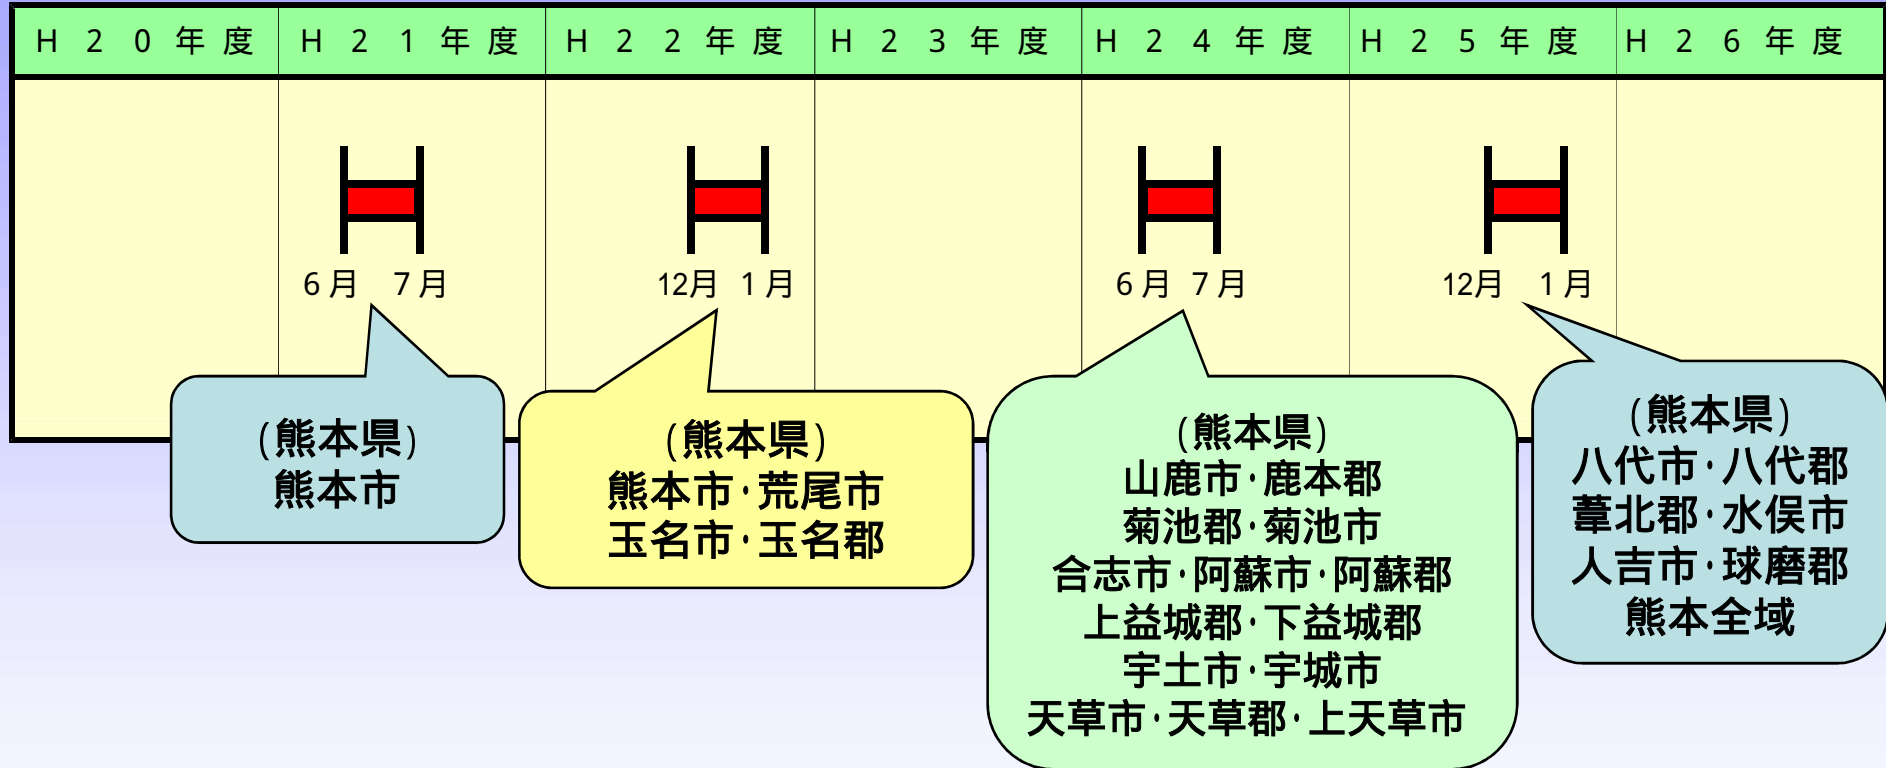 H20年度 H21年度 H22年度 H23年度 H24年度 H25年度 H26年度
6月 7月 12月 1月 6月 7月 12月 1月
(熊本県)
熊本市
(熊本県)
熊本市・荒尾市
玉名市・玉名郡
(熊本県)
山鹿市・鹿本郡
菊池郡・菊池市
合志市・阿蘇市・阿蘇郡
上益城郡・下益城郡
宇土市・宇城市
天草市・天草郡・上天草市
(熊本県)
八代市・八代郡
葦北郡・水俣市
人吉市・球磨郡
熊本全域